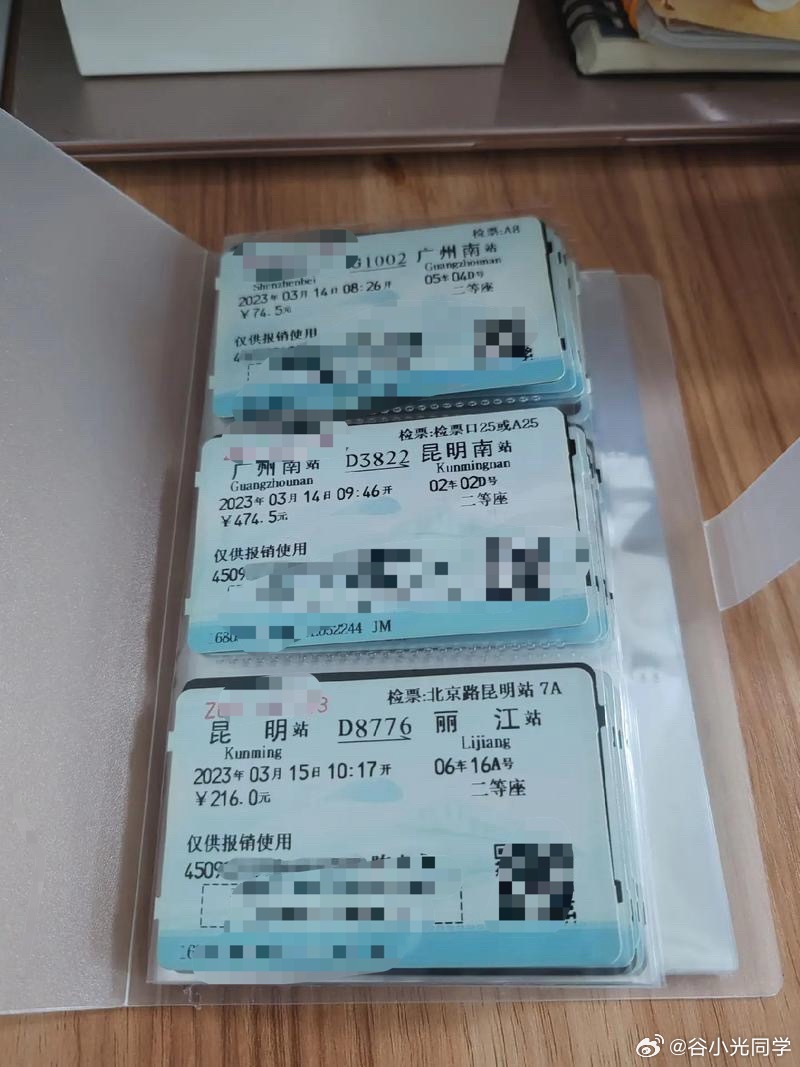 检票:A8
G1002 广州南站
Shenzhenbei Guangzhounan
2023年03月14日08:26开 05车04D号
￥74.5元 二等座
仅供报销使用
检票:检票口25或A25
广州南站 D3822 昆明南站
Guangzhounan Kunmingnan
2023年03月14日09:46开 02车02D号
￥474.5元 二等座
仅供报销使用
4509
2244 JM
检票:北京路昆明站 7A
昆明站 D8776 丽江站
Kunming Lijiang
2023年03月15日10:17开 06车16A号
￥216.0元 二等座
仅供报销使用
4509
@谷小光同学